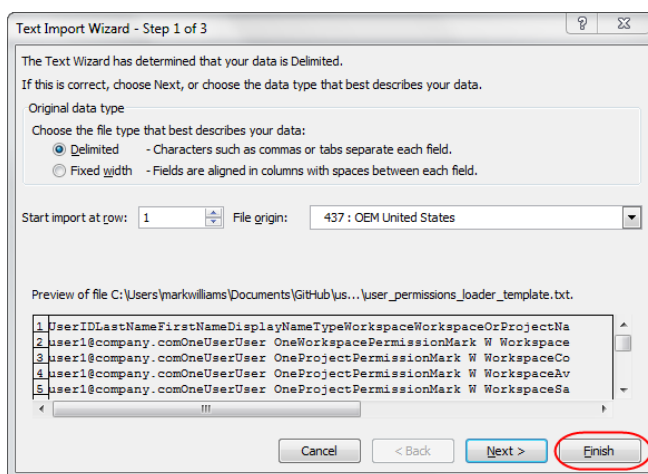 Text Import Wizard - Step 1 of 3
The Text Wizard has determined that your data is Delimited.
If this is correct, choose Next, or choose the data type that best describes your data.
Original data type
Choose the file type that best describes your data:
Delimited - Characters such as commas or tabs separate each field.
Fixed width - Fields are aligned in columns with spaces between each field.
Start import at row: 1 File origin: 437 : OEM United States
Preview of file C:\Users\markwilliams\Documents\GitHub\us...\user_permissions_loader_template.txt.
1 UserIDLastNameFirstNameDisplayNameTypeWorkspaceWorkspaceOrProjectNa
2 user1@company.comOneUserUser OneWorkspacePermissionMark W Workspace
3 user1@company.comOneUserUser OneProjectPermissionMark W WorkspaceCo
4 user1@company.comOneUserUser OneProjectPermissionMark W WorkspaceAv
5 user1@company.comOneUserUser OneProjectPermissionMark W WorkspaceSa
Cancel < Back Next > Finish